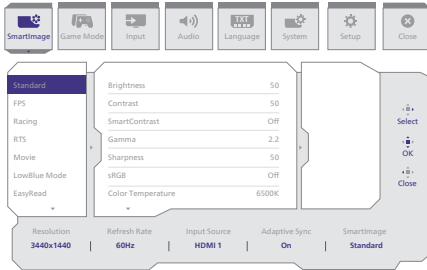 SmartImage
Game Mode
Input
Audio
TXT
Language
System
Setup
Close
Standard
FPS
Racing
RTS
Movie
LowBlue Mode
EasyRead
Brightness 50
Contrast 50
SmartContrast Off
Gamma 2.2
Sharpness 50
sRGB Off
Color Temperature 6500K
Select
OK
Close
Resolution
3440x1440
Refresh Rate
60Hz
Input Source
HDMI 1
Adaptive Sync
On
SmartImage
Standard